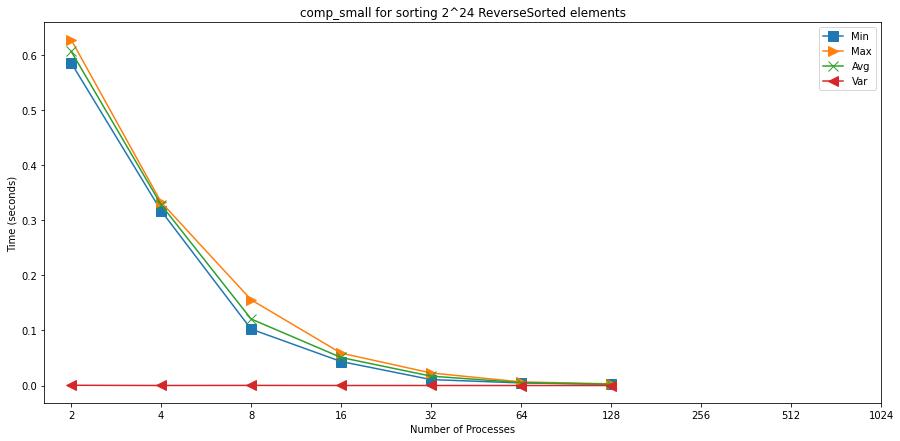 comp_small for sorting 2^24 ReverseSorted elements
Min
Max
Avg
Var
Time (seconds)
0.6
0.5
0.4
0.3
0.2
0.1
0.0
2 4 8 16 32 64 128 256 512 1024
Number of Processes